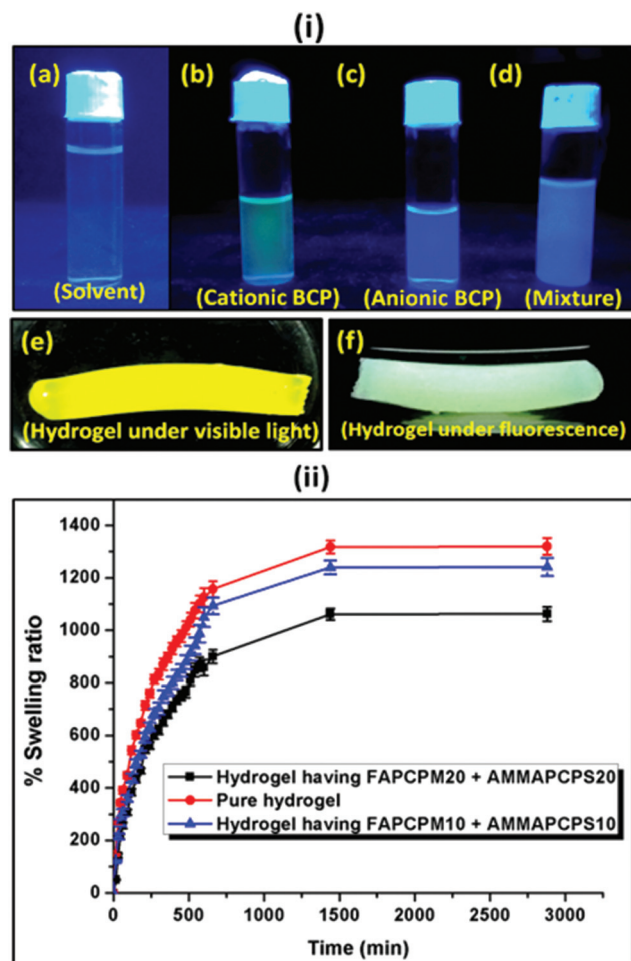 (i)
(a) (b) (c) (d)
(Solvent) (Cationic BCP) (Anionic BCP) (Mixture)
(e) (f)
(Hydrogel under visible light) (Hydrogel under fluorescence)
(ii)
1400
1200
1000
800
600
400
200
0
% Swelling ratio
Hydrogel having FAPCPM20 + AMMAPCPS20
Pure hydrogel
Hydrogel having FAPCPM10 + AMMAPCPS10
0 500 1000 1500 2000 2500 3000
Time (min)